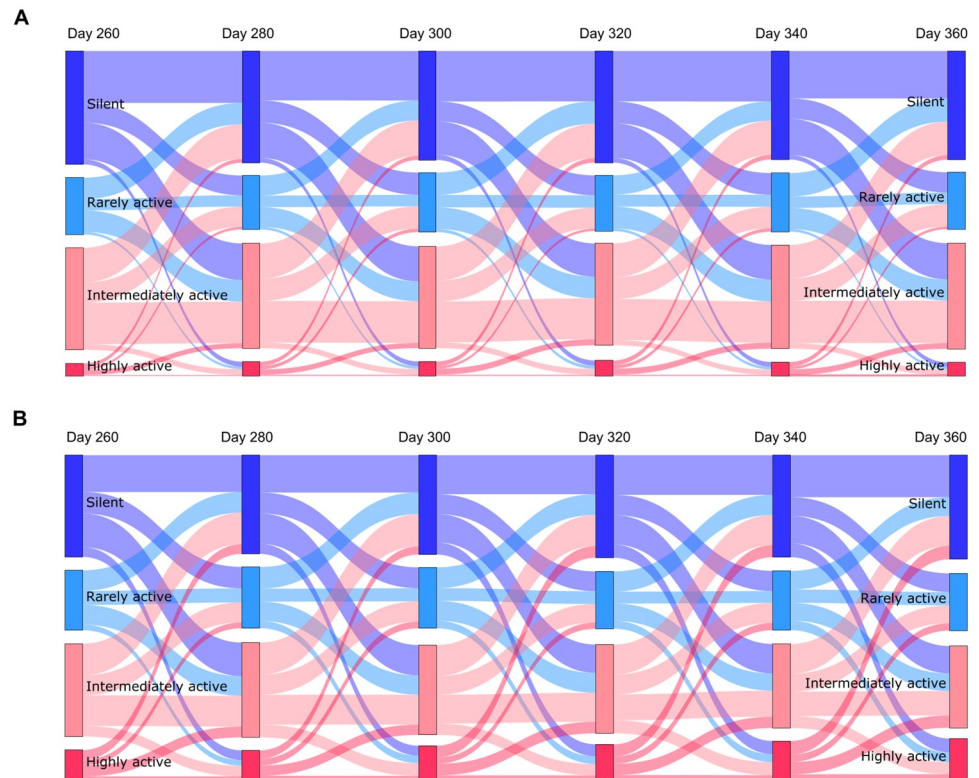 A
Day 260 Day 280 Day 300 Day 320 Day 340 Day 360
Silent Silent
Rarely active Rarely active
Intermediately active Intermediately active
Highly active Highly active
B
Day 260 Day 280 Day 300 Day 320 Day 340 Day 360
Silent Silent
Rarely active Rarely active
Intermediately active Intermediately active
Highly active Highly active